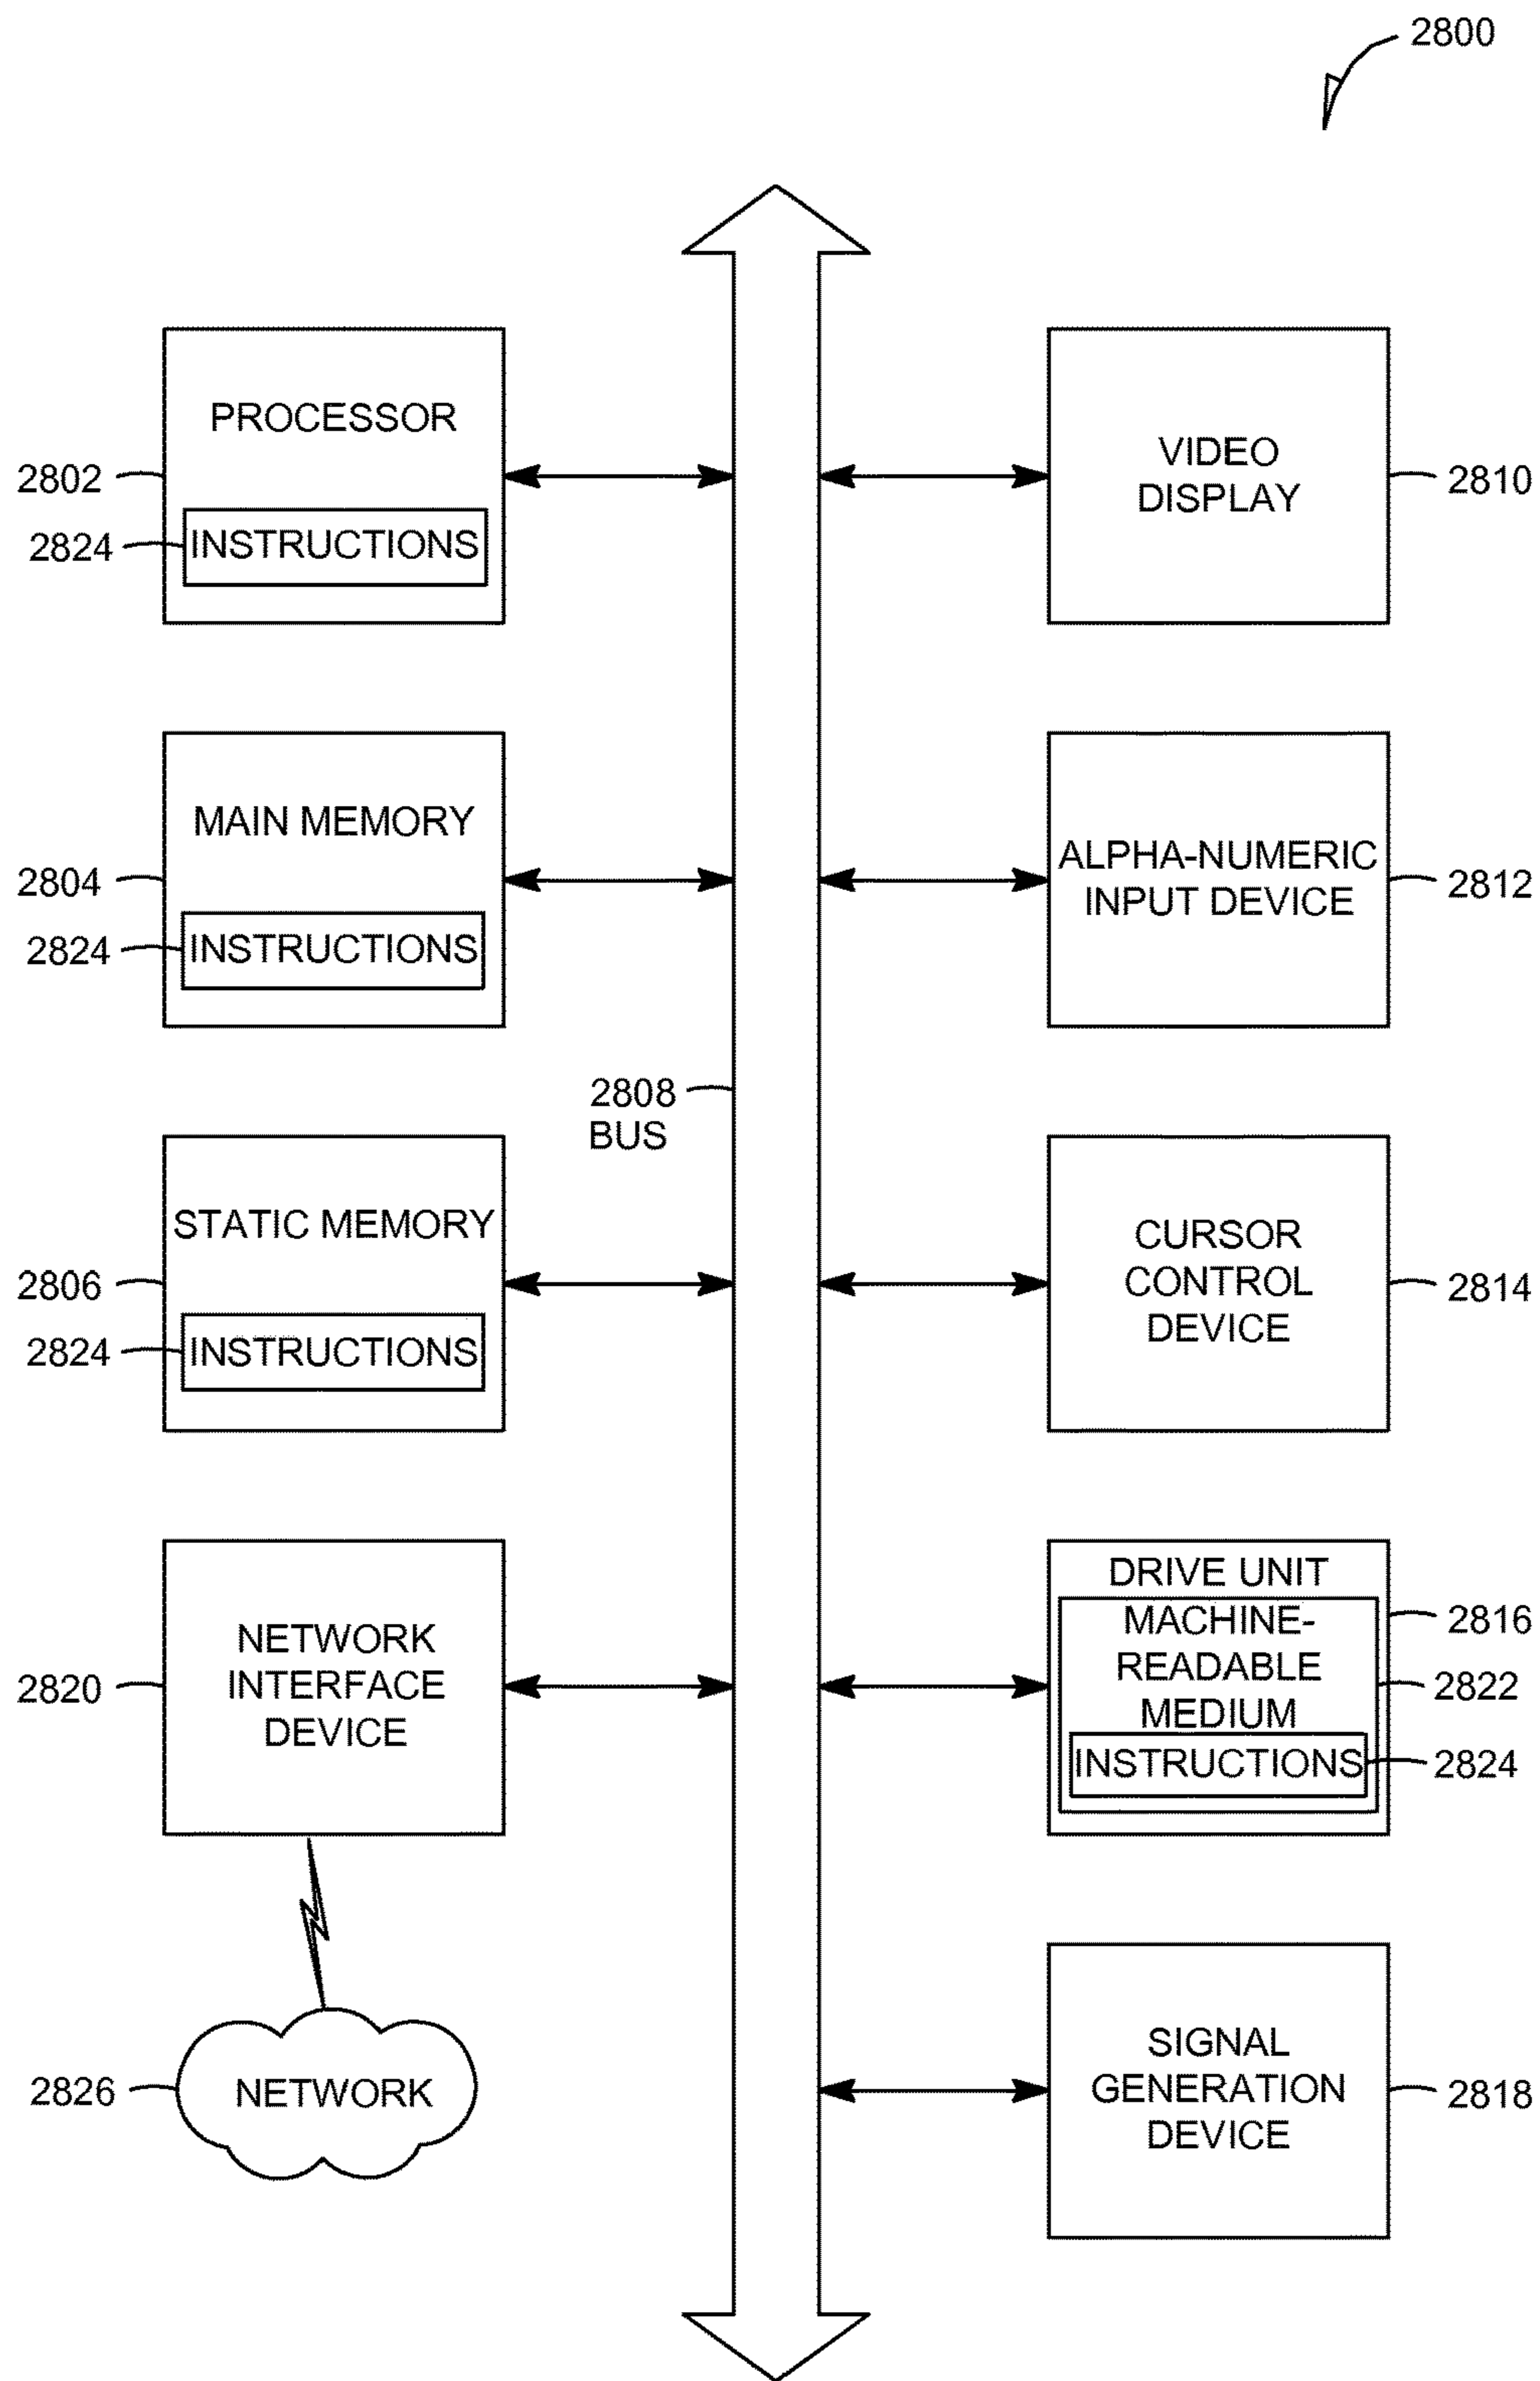 2800
PROCESSOR
2802
2824
INSTRUCTIONS
VIDEO
DISPLAY
2810
MAIN MEMORY
2804
2824
INSTRUCTIONS
ALPHA-NUMERIC
INPUT DEVICE
2812
2808
BUS
STATIC MEMORY
2806
2824
INSTRUCTIONS
CURSOR
CONTROL
DEVICE
2814
NETWORK
INTERFACE
DEVICE
2820
DRIVE UNIT
2816
MACHINE-
READABLE
MEDIUM
2822
INSTRUCTIONS
2824
NETWORK
2826
SIGNAL
GENERATION
DEVICE
2818